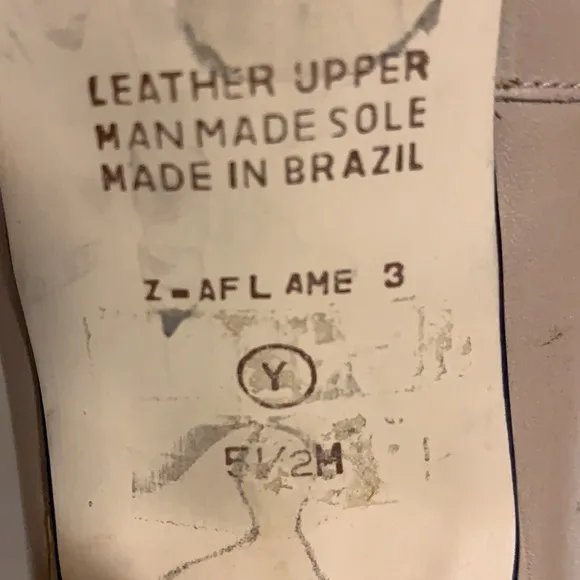 LEATHER UPPER
MAN MADE SOLE
MADE IN BRAZIL
Z-AFLAME 3
Y
5 1/2M